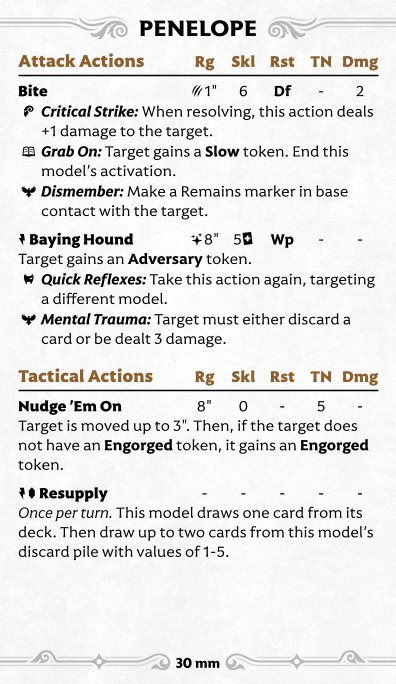 PENELOPE
Attack Actions Rg Skl Rst TN Dmg
Bite 1" 6 Df - 2
Critical Strike: When resolving, this action deals
+1 damage to the target.
Grab On: Target gains a Slow token. End this
model's activation.
Dismember: Make a Remains marker in base
contact with the target.
Baying Hound 8" 5 Wp - -
Target gains an Adversary token.
Quick Reflexes: Take this action again, targeting
a different model.
Mental Trauma: Target must either discard a
card or be dealt 3 damage.
Tactical Actions Rg Skl Rst TN Dmg
Nudge 'Em On 8" 0 - 5 -
Target is moved up to 3". Then, if the target does
not have an Engorged token, it gains an Engorged
token.
Resupply - - - - -
Once per turn. This model draws one card from its
deck. Then draw up to two cards from this model's
discard pile with values of 1-5.
30 mm